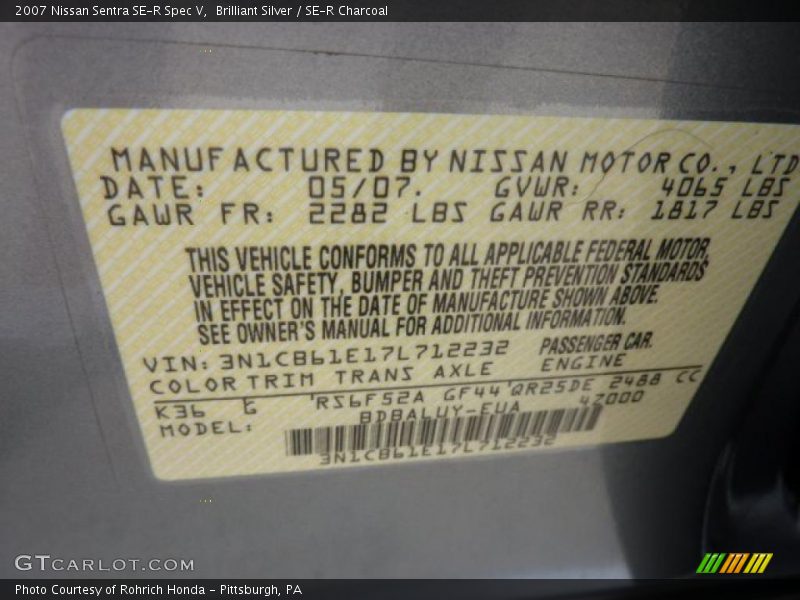 2007 Nissan Sentra SE-R Spec V, Brilliant Silver / SE-R Charcoal
MANUFACTURED BY NISSAN MOTOR CO., LTD
DATE: 05/07. GVWR: 4065 LBS
GAWR FR: 2282 LBS GAWR RR: 1817 LBS
THIS VEHICLE CONFORMS TO ALL APPLICABLE FEDERAL MOTOR,
VEHICLE SAFETY, BUMPER AND THEFT PREVENTION STANDARDS
IN EFFECT ON THE DATE OF MANUFACTURE SHOWN ABOVE.
SEE OWNER'S MANUAL FOR ADDITIONAL INFORMATION.
VIN: 3N1CB61E17L712232 PASSENGER CAR.
COLOR TRIM TRANS AXLE ENGINE
K36 G 'RS6F52A GF44'QR25DE 2488 CC
MODEL: BDBALUY-EUA 47000
3N1CB61E17L712232
GTCARLOT.COM
Photo Courtesy of Rohrich Honda - Pittsburgh, PA